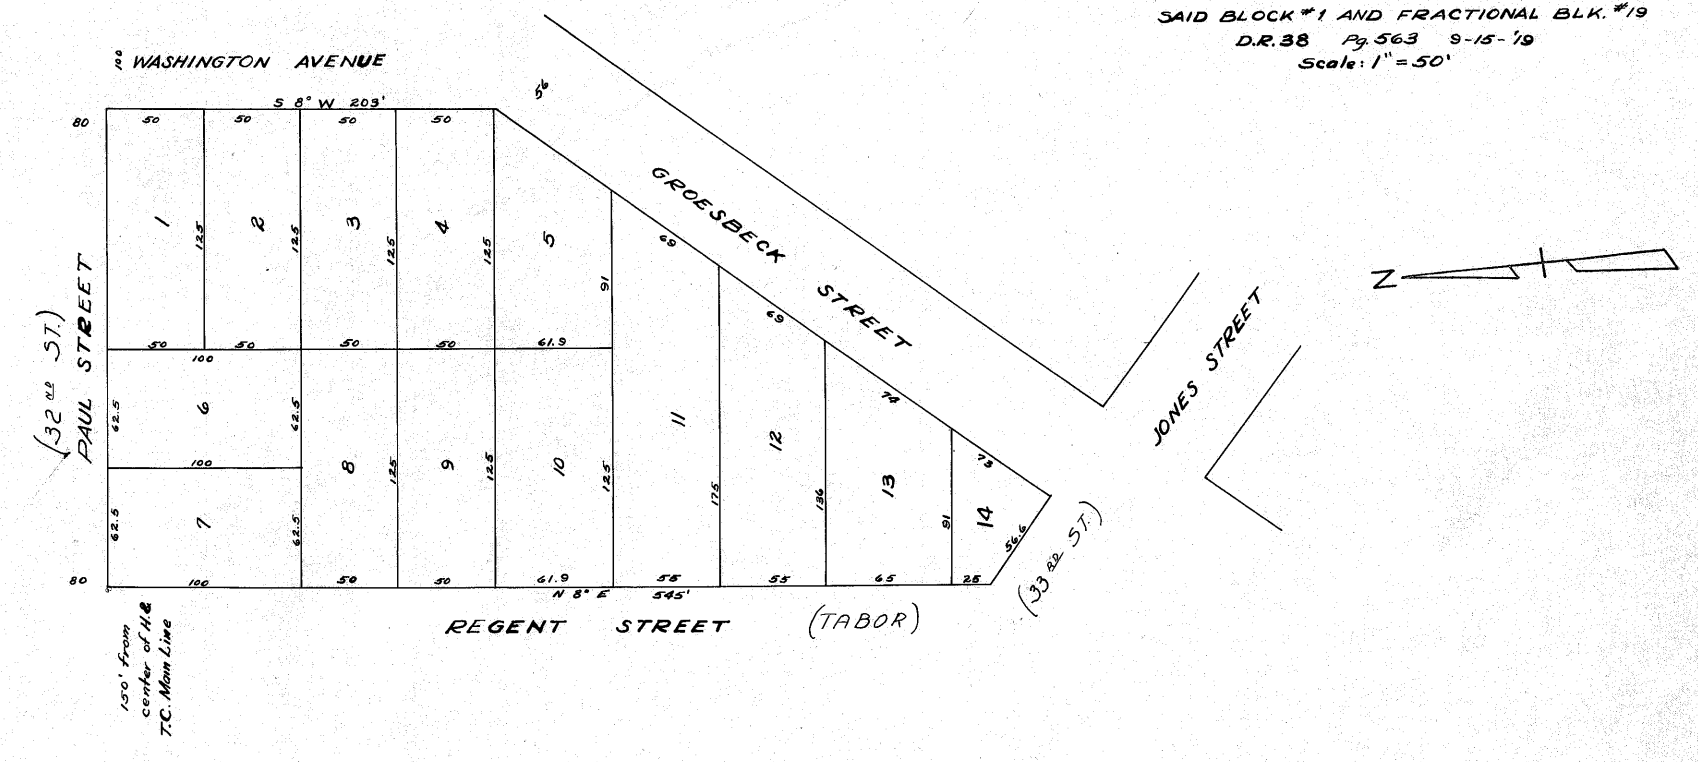 SAID BLOCK #1 AND FRACTIONAL BLK. #19
D.R. 38 Pg. 563 9-15-'19
Scale: 1" = 50'
100 WASHINGTON AVENUE
S 8° W 203'
56
80
50 50 50 50
GROESBECK STREET
1 125 2 125 3 125 4 125 5 91
69
69
74
73
JONES STREET
Z
PAUL STREET
(32ND ST.)
50 50 50 50 61.9
100
62.5 6 62.5
100
62.5 7 62.5
8 125 9 125 10 125 11 175 12 136 13 91 14 56.6
(33RD ST.)
80
100 50 50 61.9 55 55 65 25
N 8° E 545'
REGENT STREET (TABOR)
150' from
center of H.&
T.C. Main Line